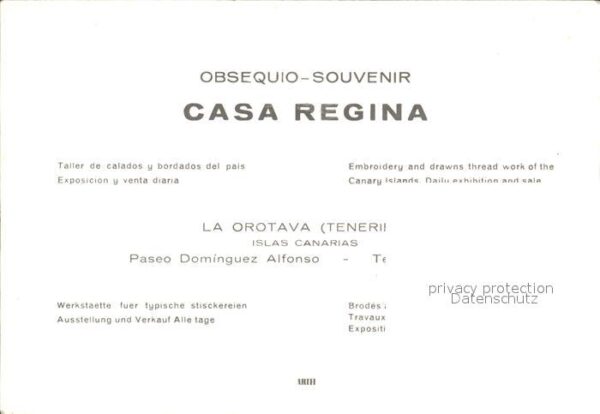 OBSEQUIO – SOUVENIR
CASA REGINA
Taller de calados y bordados del pais
Exposicion y venta diaria
Embroidery and drawns thread work of the
Canary Islands. Daily exhibition and sale
LA OROTAVA (TENERI
ISLAS CANARIAS
Paseo Domínguez Alfonso - Te
Werkstaette fuer typische stisckereien
Ausstellung und Verkauf Alle tage
Brodés
Travaux
Expositi
privacy protection
Datenschutz